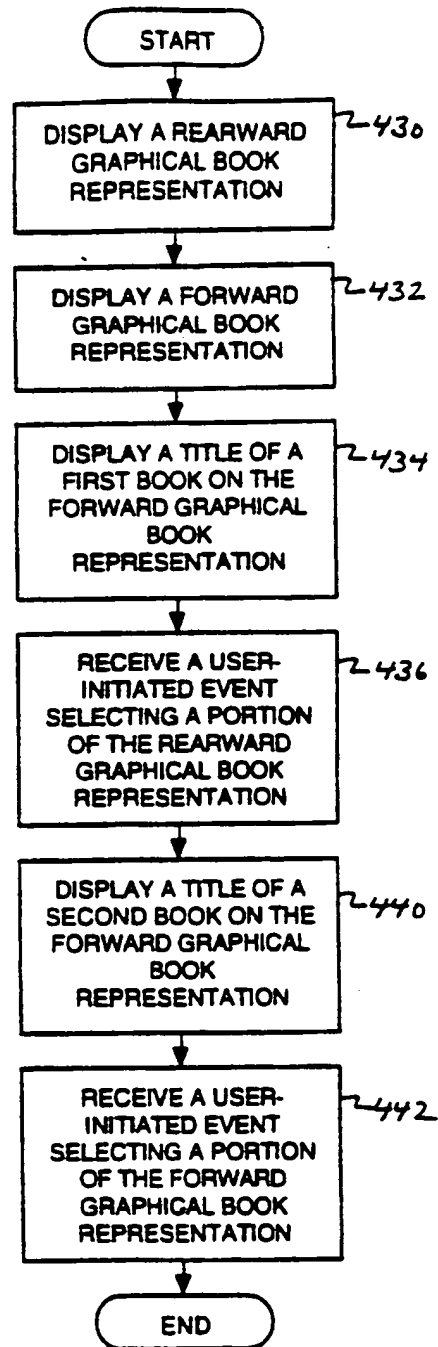 START
DISPLAY A REARWARD
GRAPHICAL BOOK
REPRESENTATION
430
DISPLAY A FORWARD
GRAPHICAL BOOK
REPRESENTATION
432
DISPLAY A TITLE OF A
FIRST BOOK ON THE
FORWARD GRAPHICAL
BOOK
REPRESENTATION
434
RECEIVE A USER-
INITIATED EVENT
SELECTING A PORTION
OF THE REARWARD
GRAPHICAL BOOK
REPRESENTATION
436
DISPLAY A TITLE OF A
SECOND BOOK ON THE
FORWARD GRAPHICAL
BOOK
REPRESENTATION
440
RECEIVE A USER-
INITIATED EVENT
SELECTING A PORTION
OF THE FORWARD
GRAPHICAL BOOK
REPRESENTATION
442
END